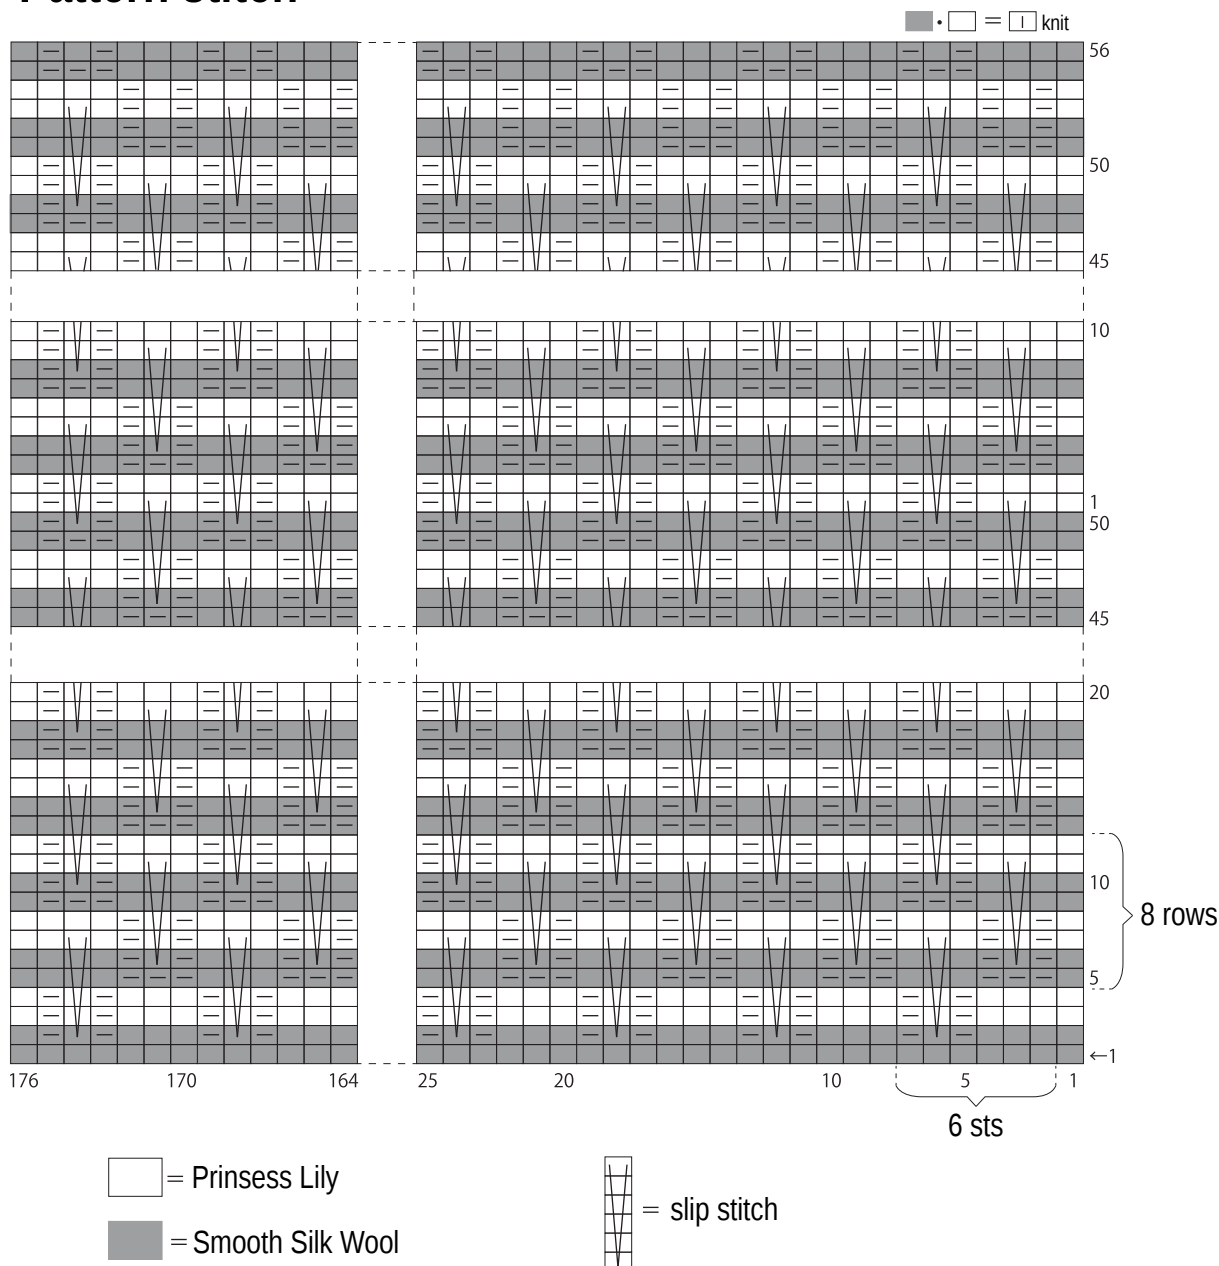 Pattern Stitch
• = | knit
56
50
45
10
1
50
45
20
10
8 rows
5
←1
176 170 164 25 20 10 5 1
6 sts
= Prinsess Lily
= slip stitch
= Smooth Silk Wool